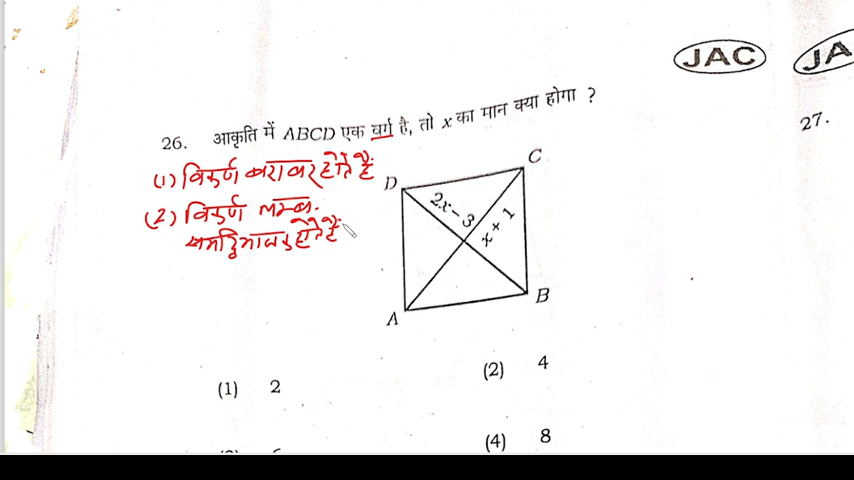 JAC
JA
26. आकृति में ABCD एक वर्ग है, तो x का मान क्या होगा ?
27.
(1) विकर्ण बराबर होते हैं
(2) विकर्ण लम्ब
समद्विभाजक होते हैं
D
C
2x – 3
x + 1
A
B
(1) 2
(2) 4
(4) 8